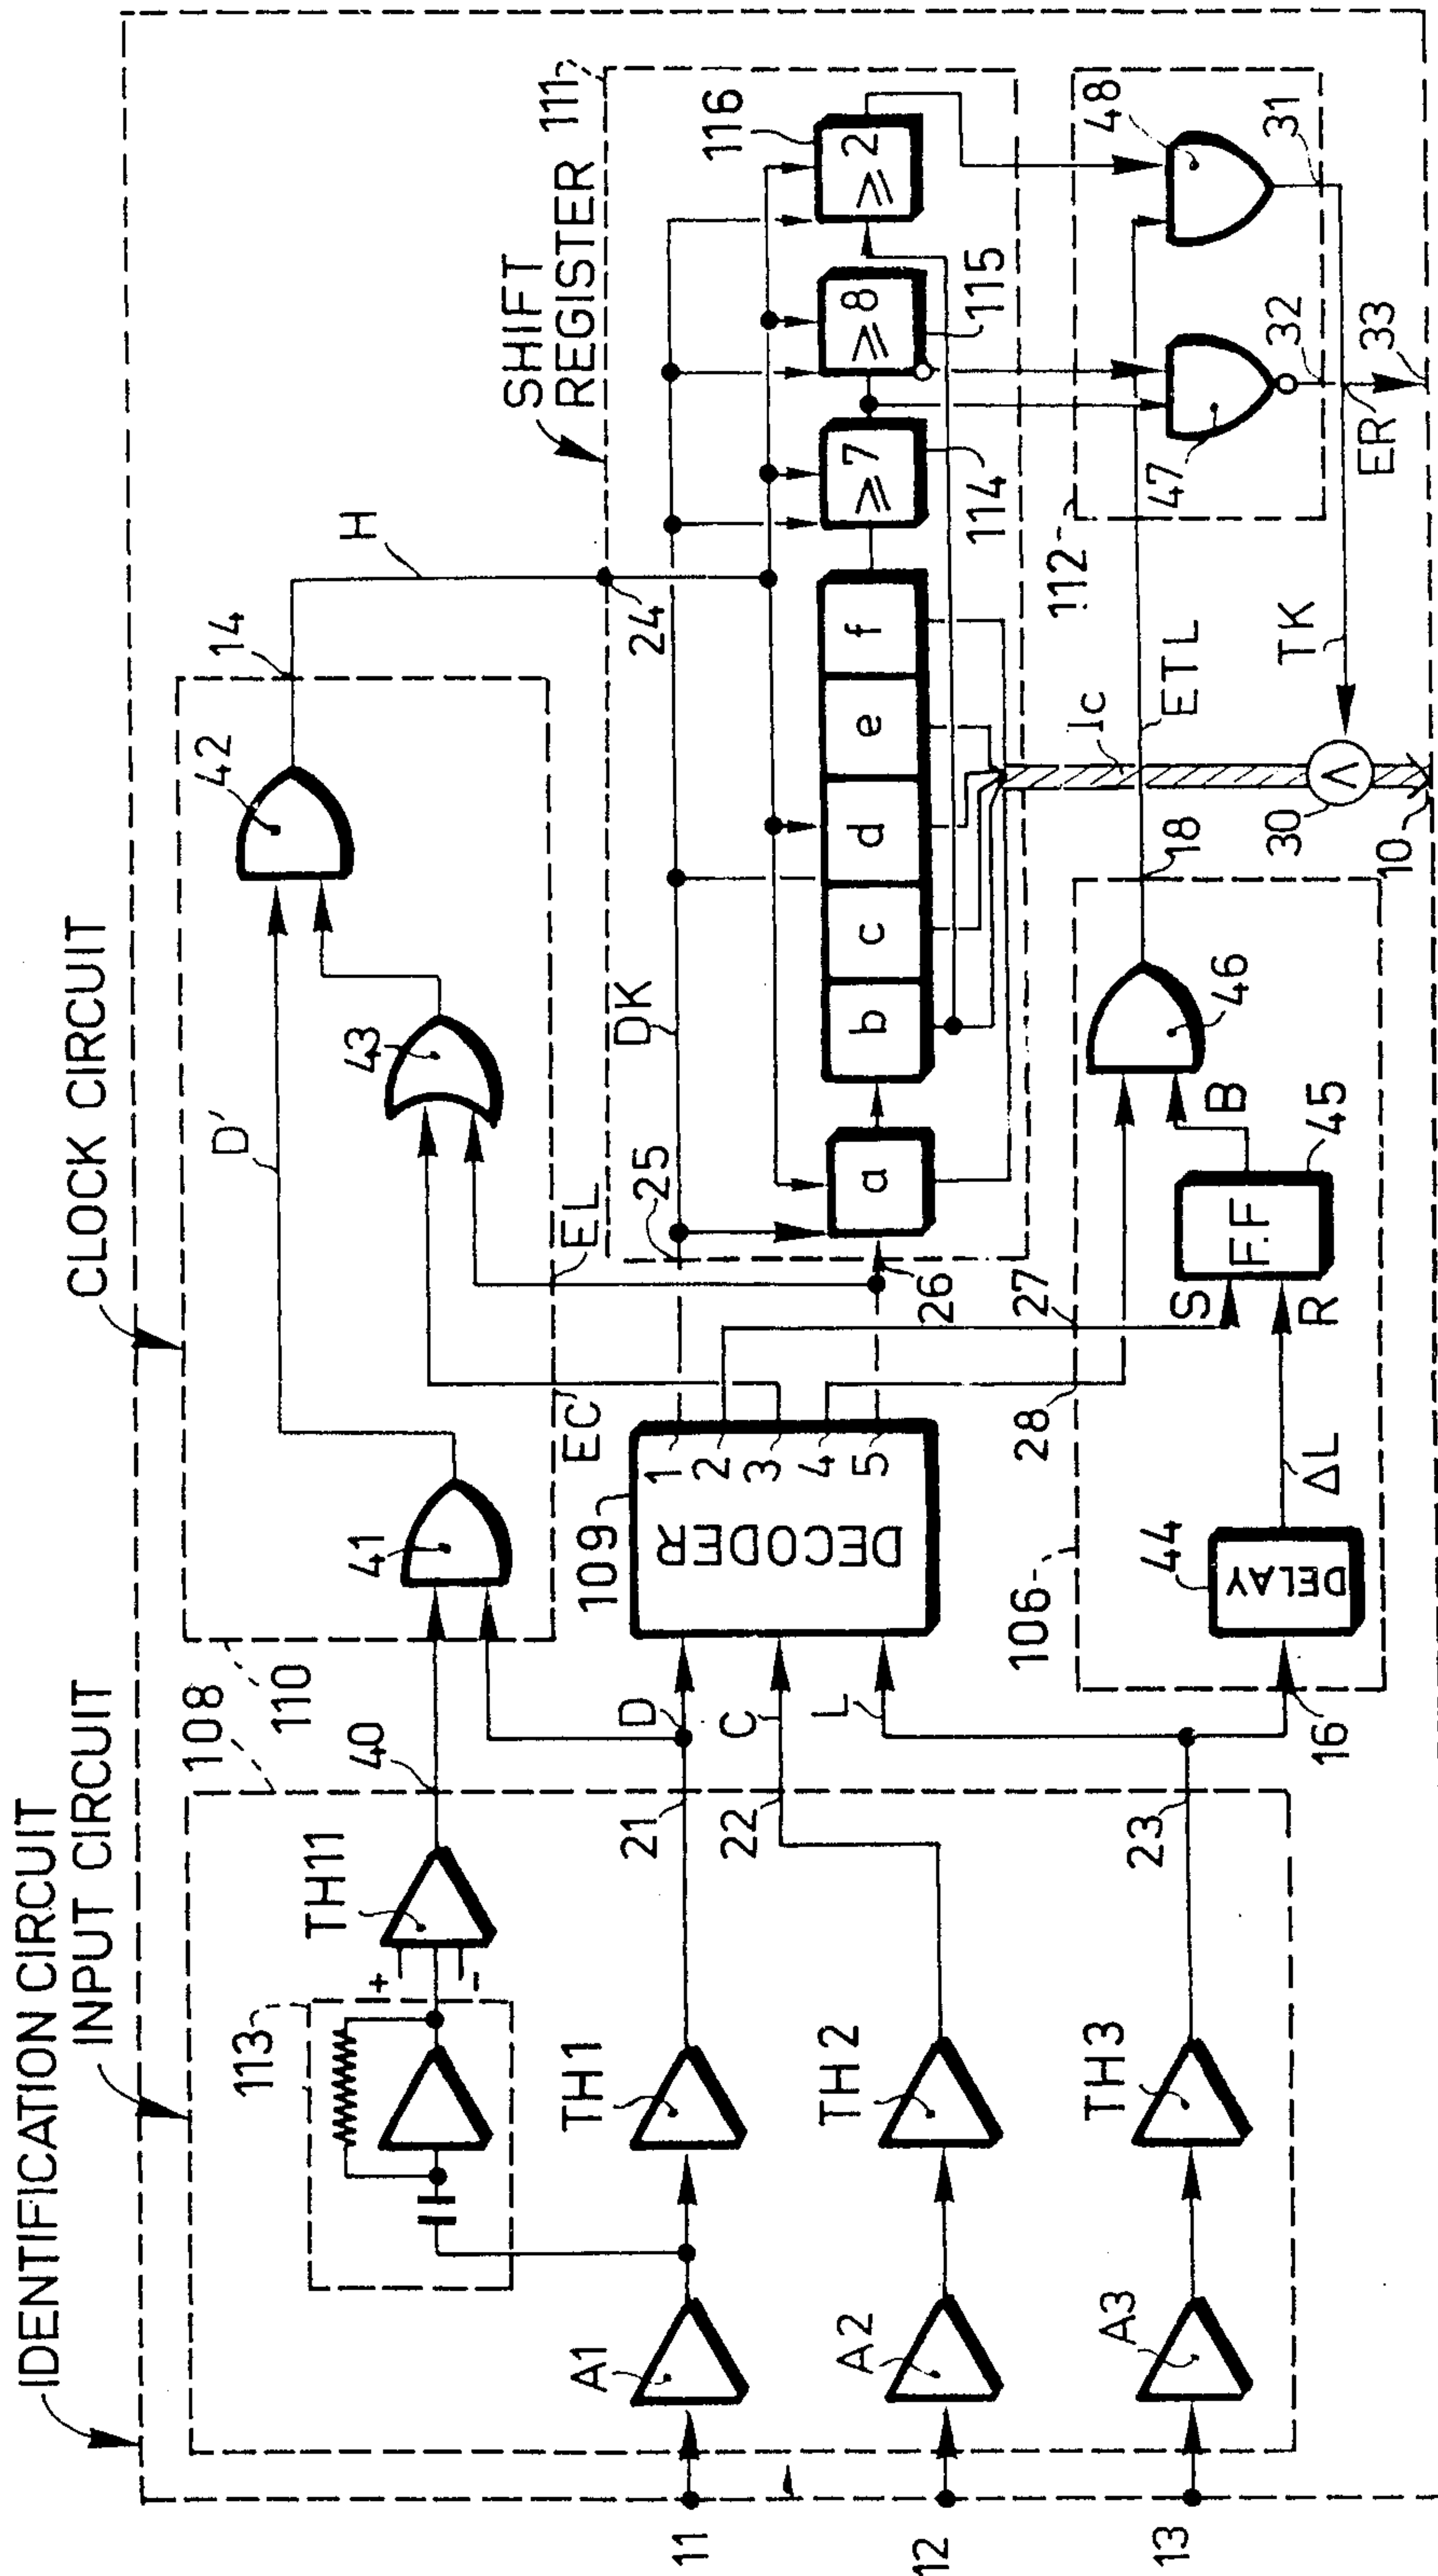 IDENTIFICATION CIRCUIT
INPUT CIRCUIT
CLOCK CIRCUIT
SHIFT
REGISTER
108
110
111
113
+
-
TH11
40
41
D'
43
42
14
H
11
A1
TH1
21
D
12
A2
TH2
22
C
13
A3
TH3
23
L
16
109
DECODER
1
2
3
4
5
EC
EL
25
DK
24
26
a
b
c
d
e
f
≥7
114
≥8
115
≥2
116
106
44
DELAY
ΔL
28
27
S
R
F.F
45
B
46
18
ETL
Ic
30
V
10
TK
112
47
48
32
31
ER
33